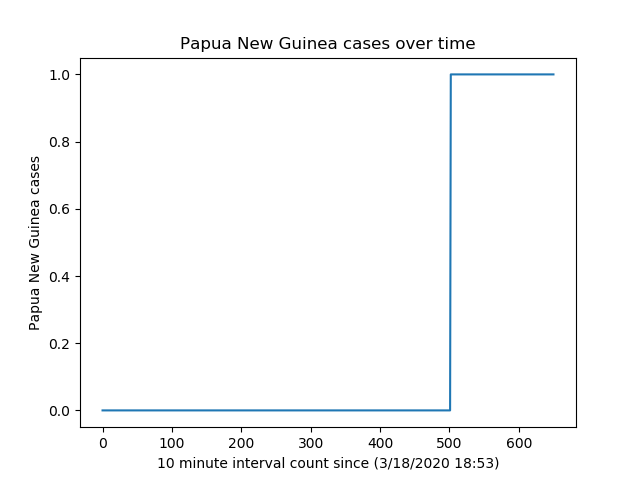 Papua New Guinea cases over time
1.0
0.8
0.6
0.4
0.2
0.0
Papua New Guinea cases
0 100 200 300 400 500 600
10 minute interval count since (3/18/2020 18:53)